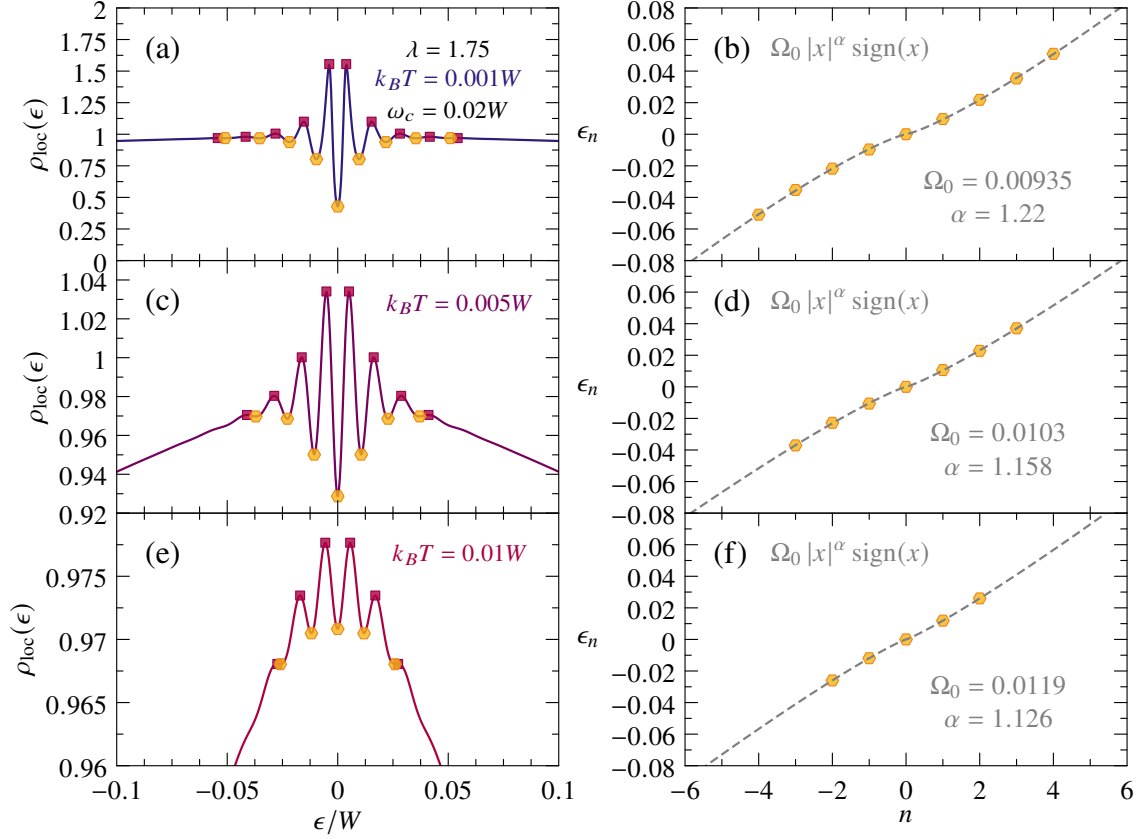 (a)
λ = 1.75
k_BT = 0.001W
ω_c = 0.02W
ρ_loc(ϵ)
2
1.75
1.5
1.25
1
0.75
0.5
0.25
0
(b)
Ω_0 |x|^α sign(x)
Ω_0 = 0.00935
α = 1.22
ϵ_n
0.08
0.06
0.04
0.02
0
−0.02
−0.04
−0.06
−0.08
(c)
k_BT = 0.005W
ρ_loc(ϵ)
1.04
1.02
1
0.98
0.96
0.94
0.92
(d)
Ω_0 |x|^α sign(x)
Ω_0 = 0.0103
α = 1.158
ϵ_n
0.06
0.04
0.02
0
−0.02
−0.04
−0.06
−0.08
(e)
k_BT = 0.01W
ρ_loc(ϵ)
0.975
0.97
0.965
0.96
−0.1
−0.05
0
0.05
0.1
ϵ/W
(f)
Ω_0 |x|^α sign(x)
Ω_0 = 0.0119
α = 1.126
ϵ_n
0.06
0.04
0.02
0
−0.02
−0.04
−0.06
−0.08
−6
−4
−2
0
2
4
6
n